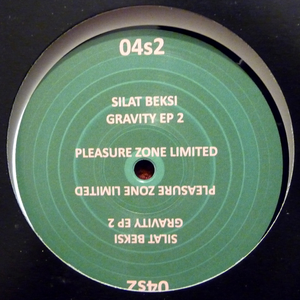 04s2
SILAT BEKSI
GRAVITY EP 2
PLEASURE ZONE LIMITED
PLEASURE ZONE LIMITED
GRAVITY EP 2
SILAT BEKSI
04s2